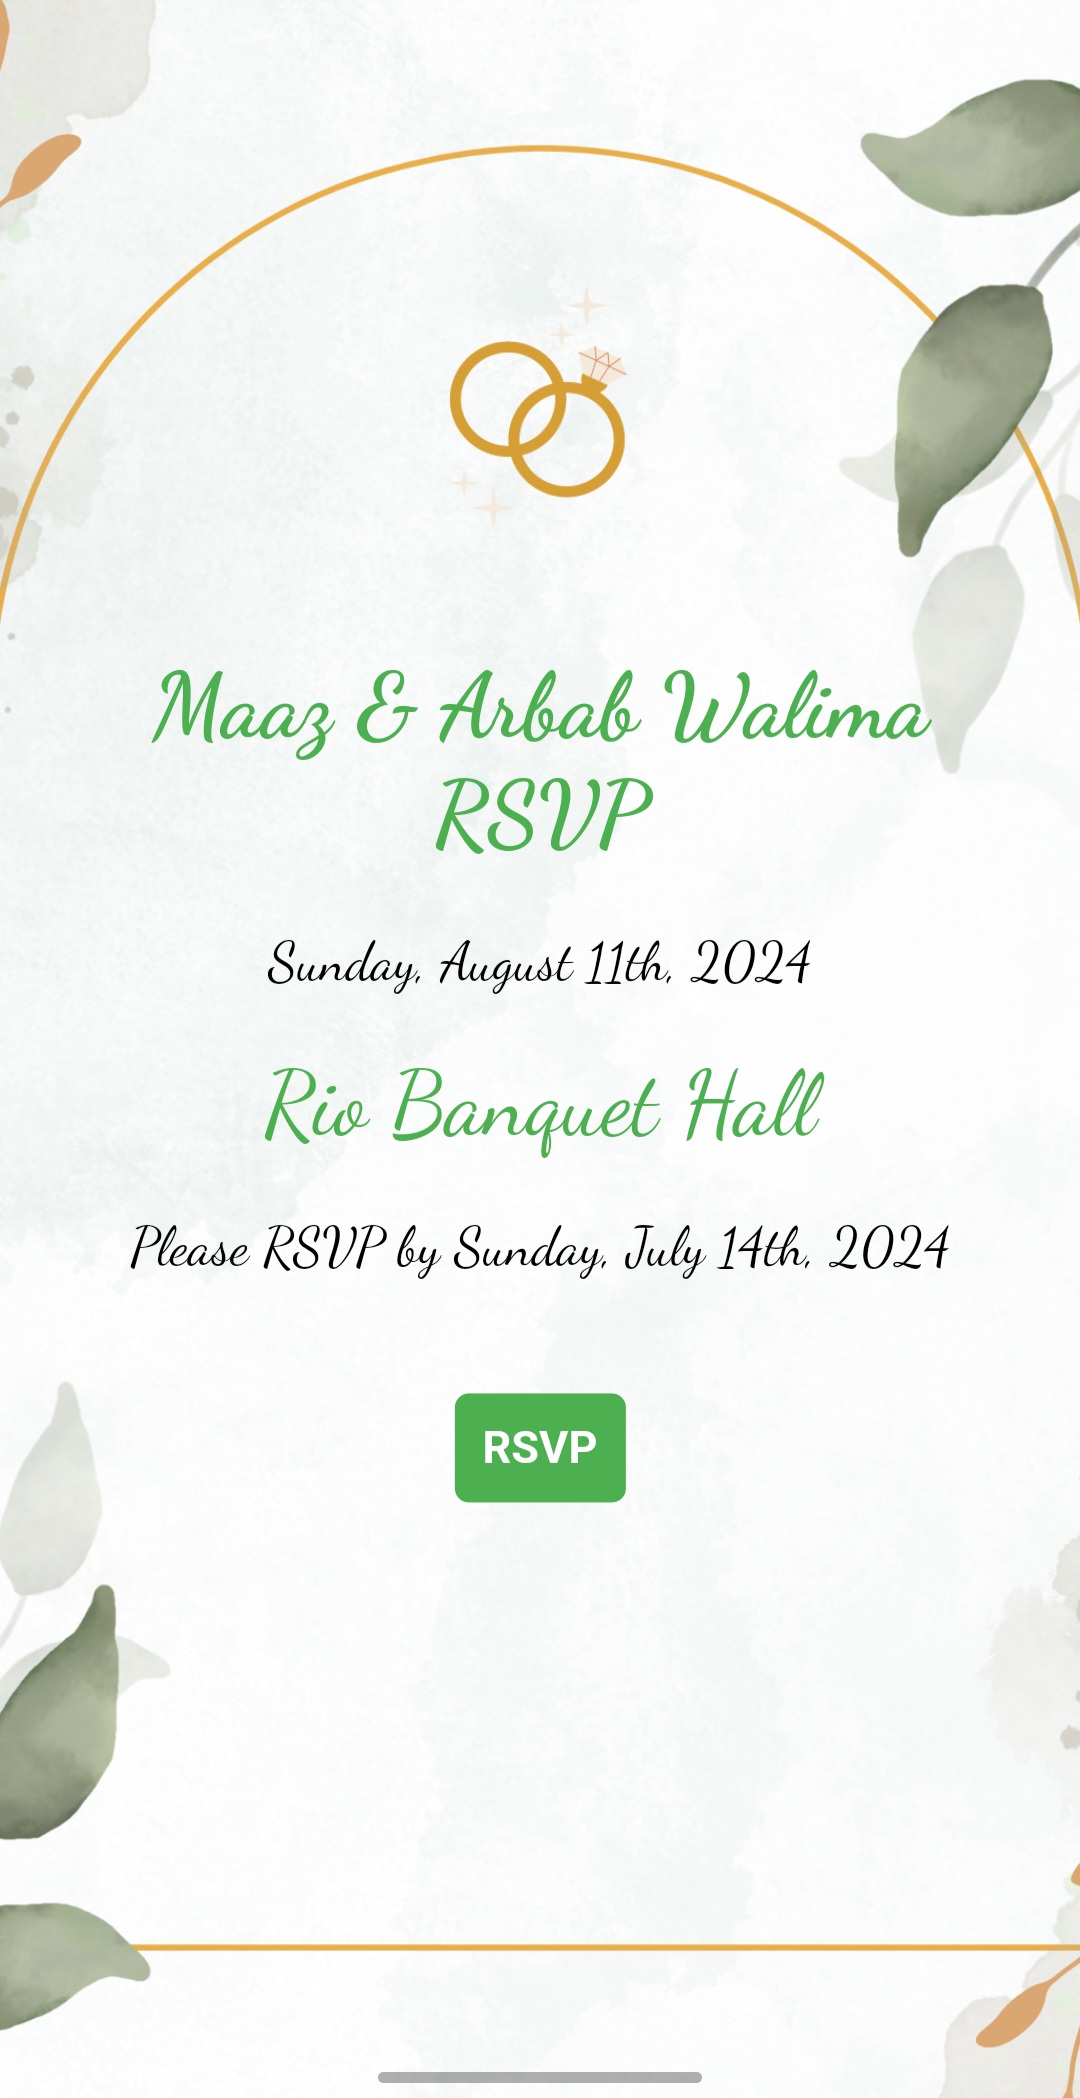 Maaz & Arbab Walima
RSVP
Sunday, August 11th, 2024
Rio Banquet Hall
Please RSVP by Sunday, July 14th, 2024
RSVP